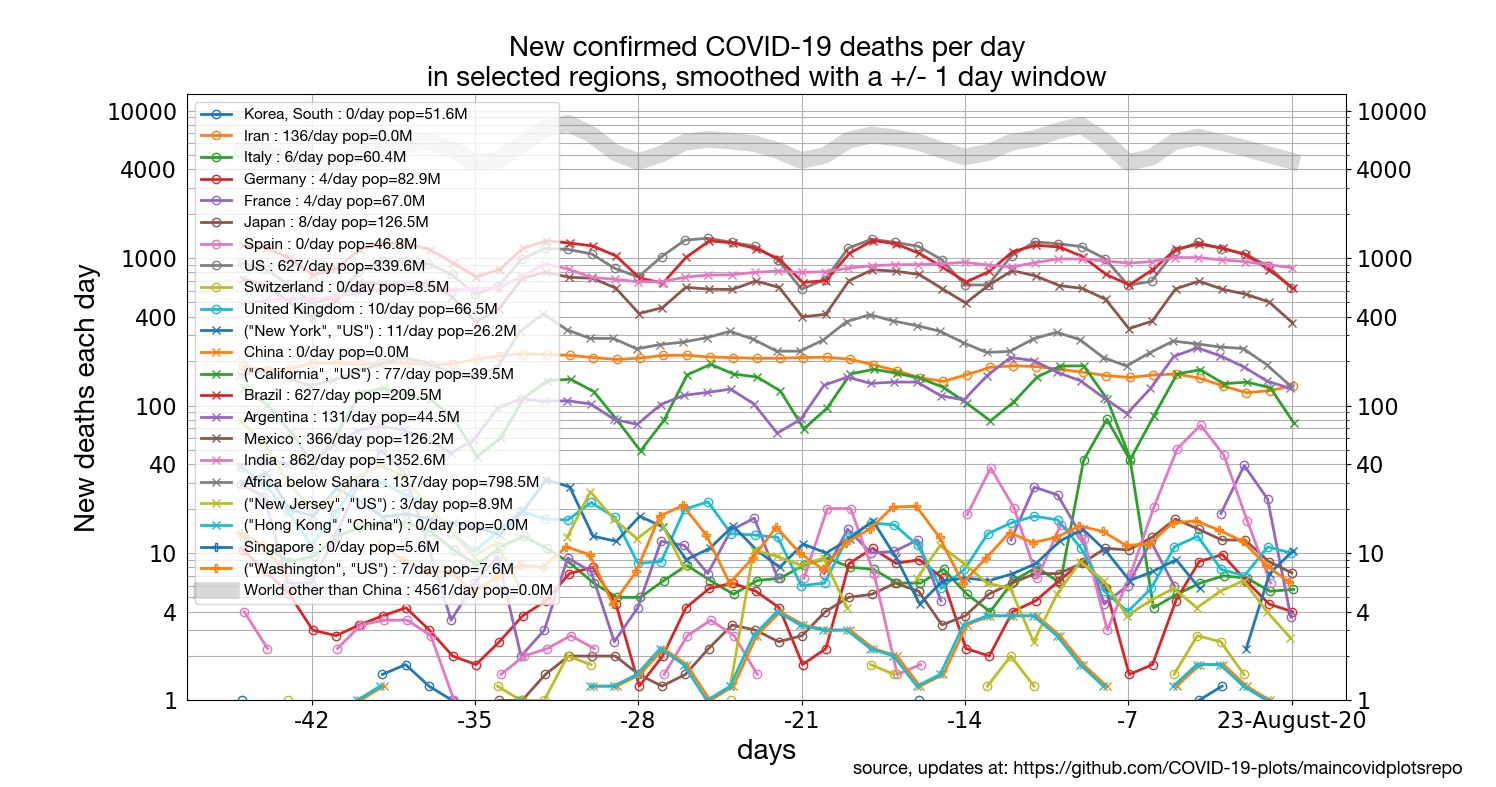 New confirmed COVID-19 deaths per day
in selected regions, smoothed with a +/- 1 day window
New deaths each day
10000
4000
1000
400
100
40
10
4
1
Korea, South : 0/day pop=51.6M
Iran : 136/day pop=0.0M
Italy : 6/day pop=60.4M
Germany : 4/day pop=82.9M
France : 4/day pop=67.0M
Japan : 8/day pop=126.5M
Spain : 0/day pop=46.8M
US : 627/day pop=339.6M
Switzerland : 0/day pop=8.5M
United Kingdom : 10/day pop=66.5M
("New York", "US") : 11/day pop=26.2M
China : 0/day pop=0.0M
("California", "US") : 77/day pop=39.5M
Brazil : 627/day pop=209.5M
Argentina : 131/day pop=44.5M
Mexico : 366/day pop=126.2M
India : 862/day pop=1352.6M
Africa below Sahara : 137/day pop=798.5M
("New Jersey", "US") : 3/day pop=8.9M
("Hong Kong", "China") : 0/day pop=0.0M
Singapore : 0/day pop=5.6M
("Washington", "US") : 7/day pop=7.6M
World other than China : 4561/day pop=0.0M
10000
4000
1000
400
100
40
10
4
1
-42
-35
-28
-21
-14
-7
23-August-20
days
source, updates at: https://github.com/COVID-19-plots/maincovidplotsrepo